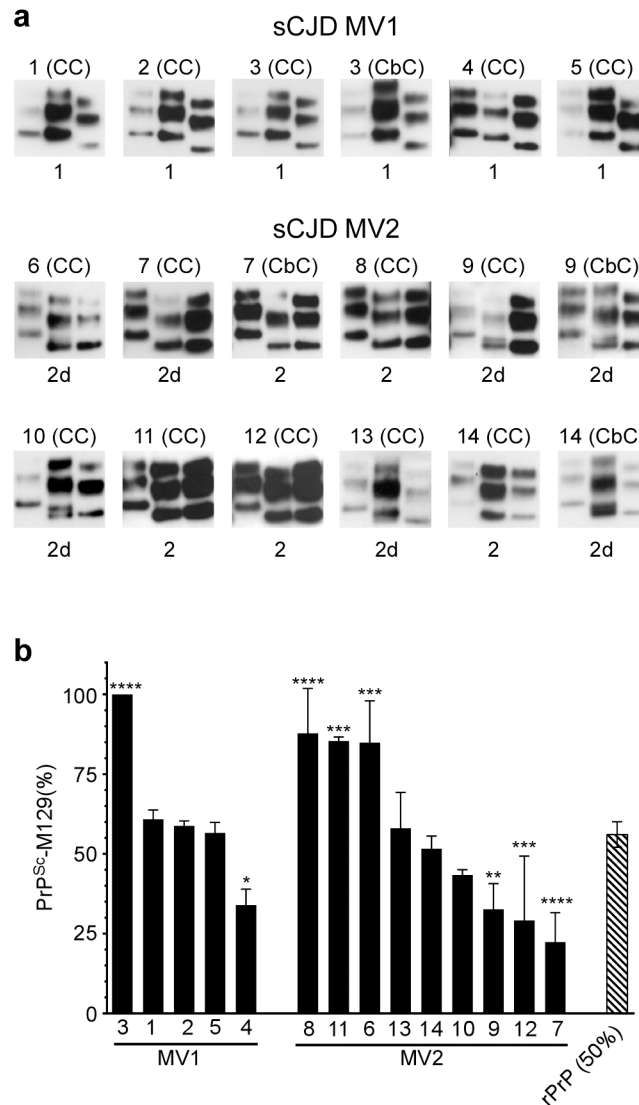 a
sCJD MV1
1 (CC) 2 (CC) 3 (CC) 3 (CbC) 4 (CC) 5 (CC)
1 1 1 1 1 1
sCJD MV2
6 (CC) 7 (CC) 7 (CbC) 8 (CC) 9 (CC) 9 (CbC)
2d 2d 2 2 2d 2d
10 (CC) 11 (CC) 12 (CC) 13 (CC) 14 (CC) 14 (CbC)
2d 2 2 2d 2 2d
b
PrPSc-M129(%)
100
75
50
25
0
**** * **** *** *** ** *** ****
3 1 2 5 4 8 11 6 13 14 10 9 12 7
MV1 MV2 rPrP (50%)